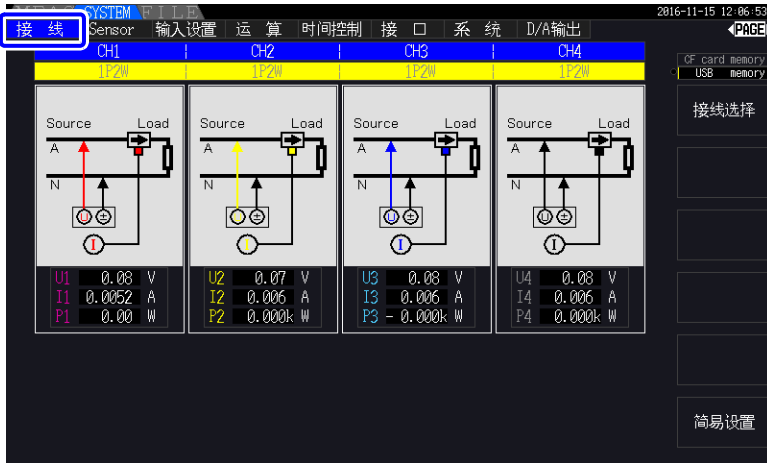 MEAS SYSTEM FILE 2016-11-15 12:06:53
接 线 Sensor 输入设置 运 算 时间控制 接 口 系 统 D/A输出 PAGE
CH1 CH2 CH3 CH4
CF card memory
1P2W 1P2W 1P2W 1P2W
USB memory
接线选择
Source Load Source Load Source Load Source Load
A A A A
N N N N
U ± U ± U ± U ±
I I I I
U1 0.08 V U2 0.07 V U3 0.08 V U4 0.08 V
I1 0.0052 A I2 0.006 A I3 0.006 A I4 0.006 A
P1 0.00 W P2 0.000k W P3 - 0.000k W P4 0.000k W
简易设置